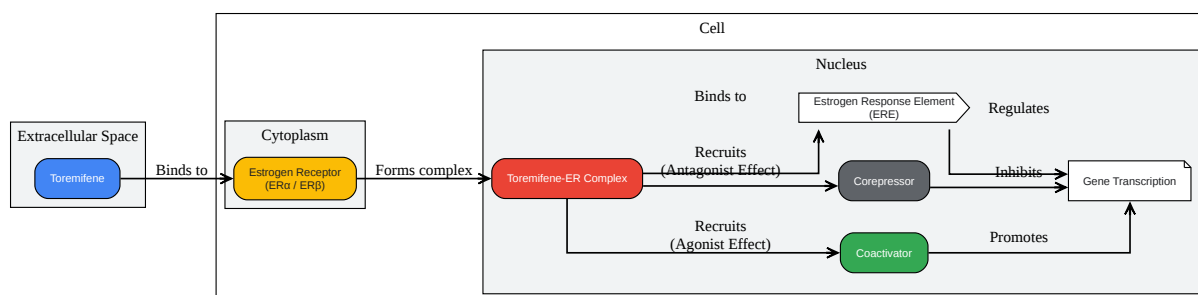 Cell
Nucleus
Extracellular Space
Toremifene
Binds to
Cytoplasm
Estrogen Receptor
(ERα / ERβ)
Forms complex
Toremifene-ER Complex
Binds to
Estrogen Response Element
(ERE)
Regulates
Recruits
(Antagonist Effect)
Corepressor
Inhibits
Gene Transcription
Recruits
(Agonist Effect)
Coactivator
Promotes